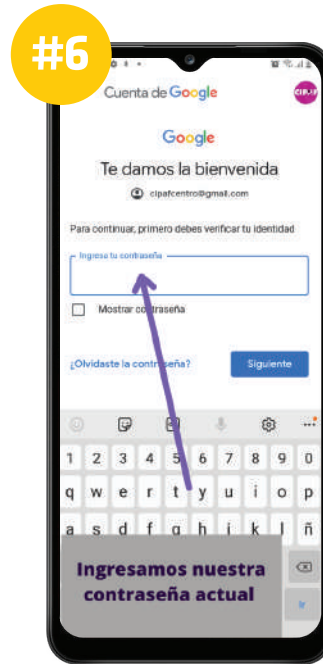 #6
Cuenta de Google
CIPAF
Google
Te damos la bienvenida
cipafcentro@gmail.com
Para continuar, primero debes verificar tu identidad
Ingresa tu contraseña
Mostrar contraseña
¿Olvidaste la contraseña?
Siguiente
1 2 3 4 5 6 7 8 9 0
q w e r t y u i o p
a s d f g h j k l ñ
Ingresamos nuestra
contraseña actual